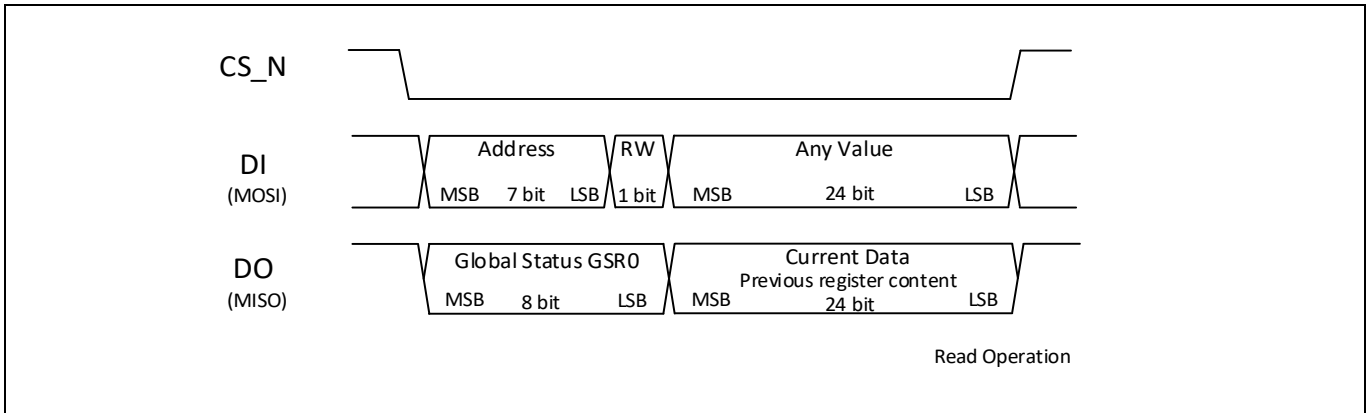 CS_N
DI
(MOSI)
Address
RW
Any Value
MSB 7 bit LSB
1 bit
MSB 24 bit LSB
DO
(MISO)
Global Status GSR0
Current Data
Previous register content
MSB 8 bit LSB
MSB 24 bit LSB
Read Operation